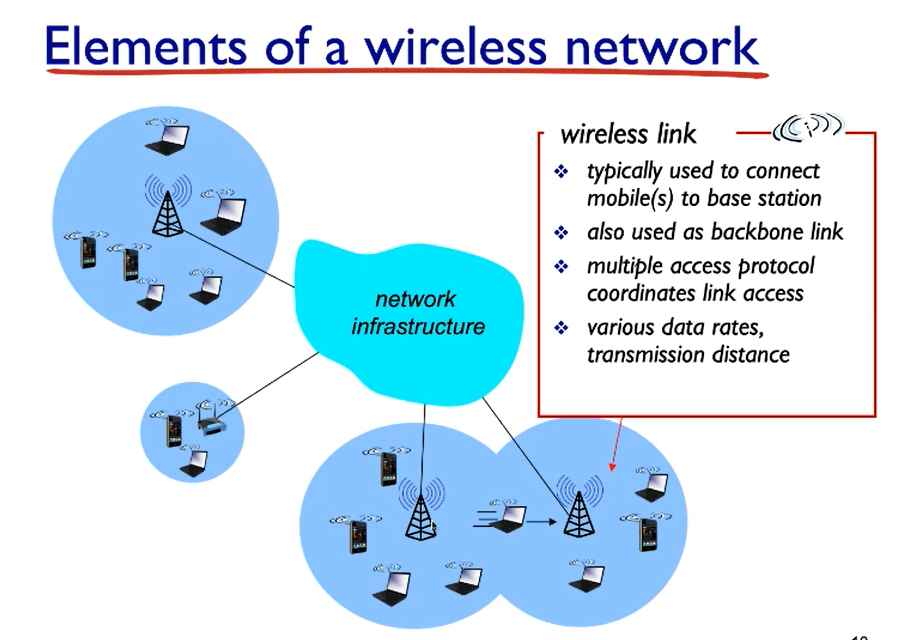 Elements of a wireless network
wireless link
❖ typically used to connect
mobile(s) to base station
❖ also used as backbone link
❖ multiple access protocol
coordinates link access
❖ various data rates,
transmission distance
network
infrastructure